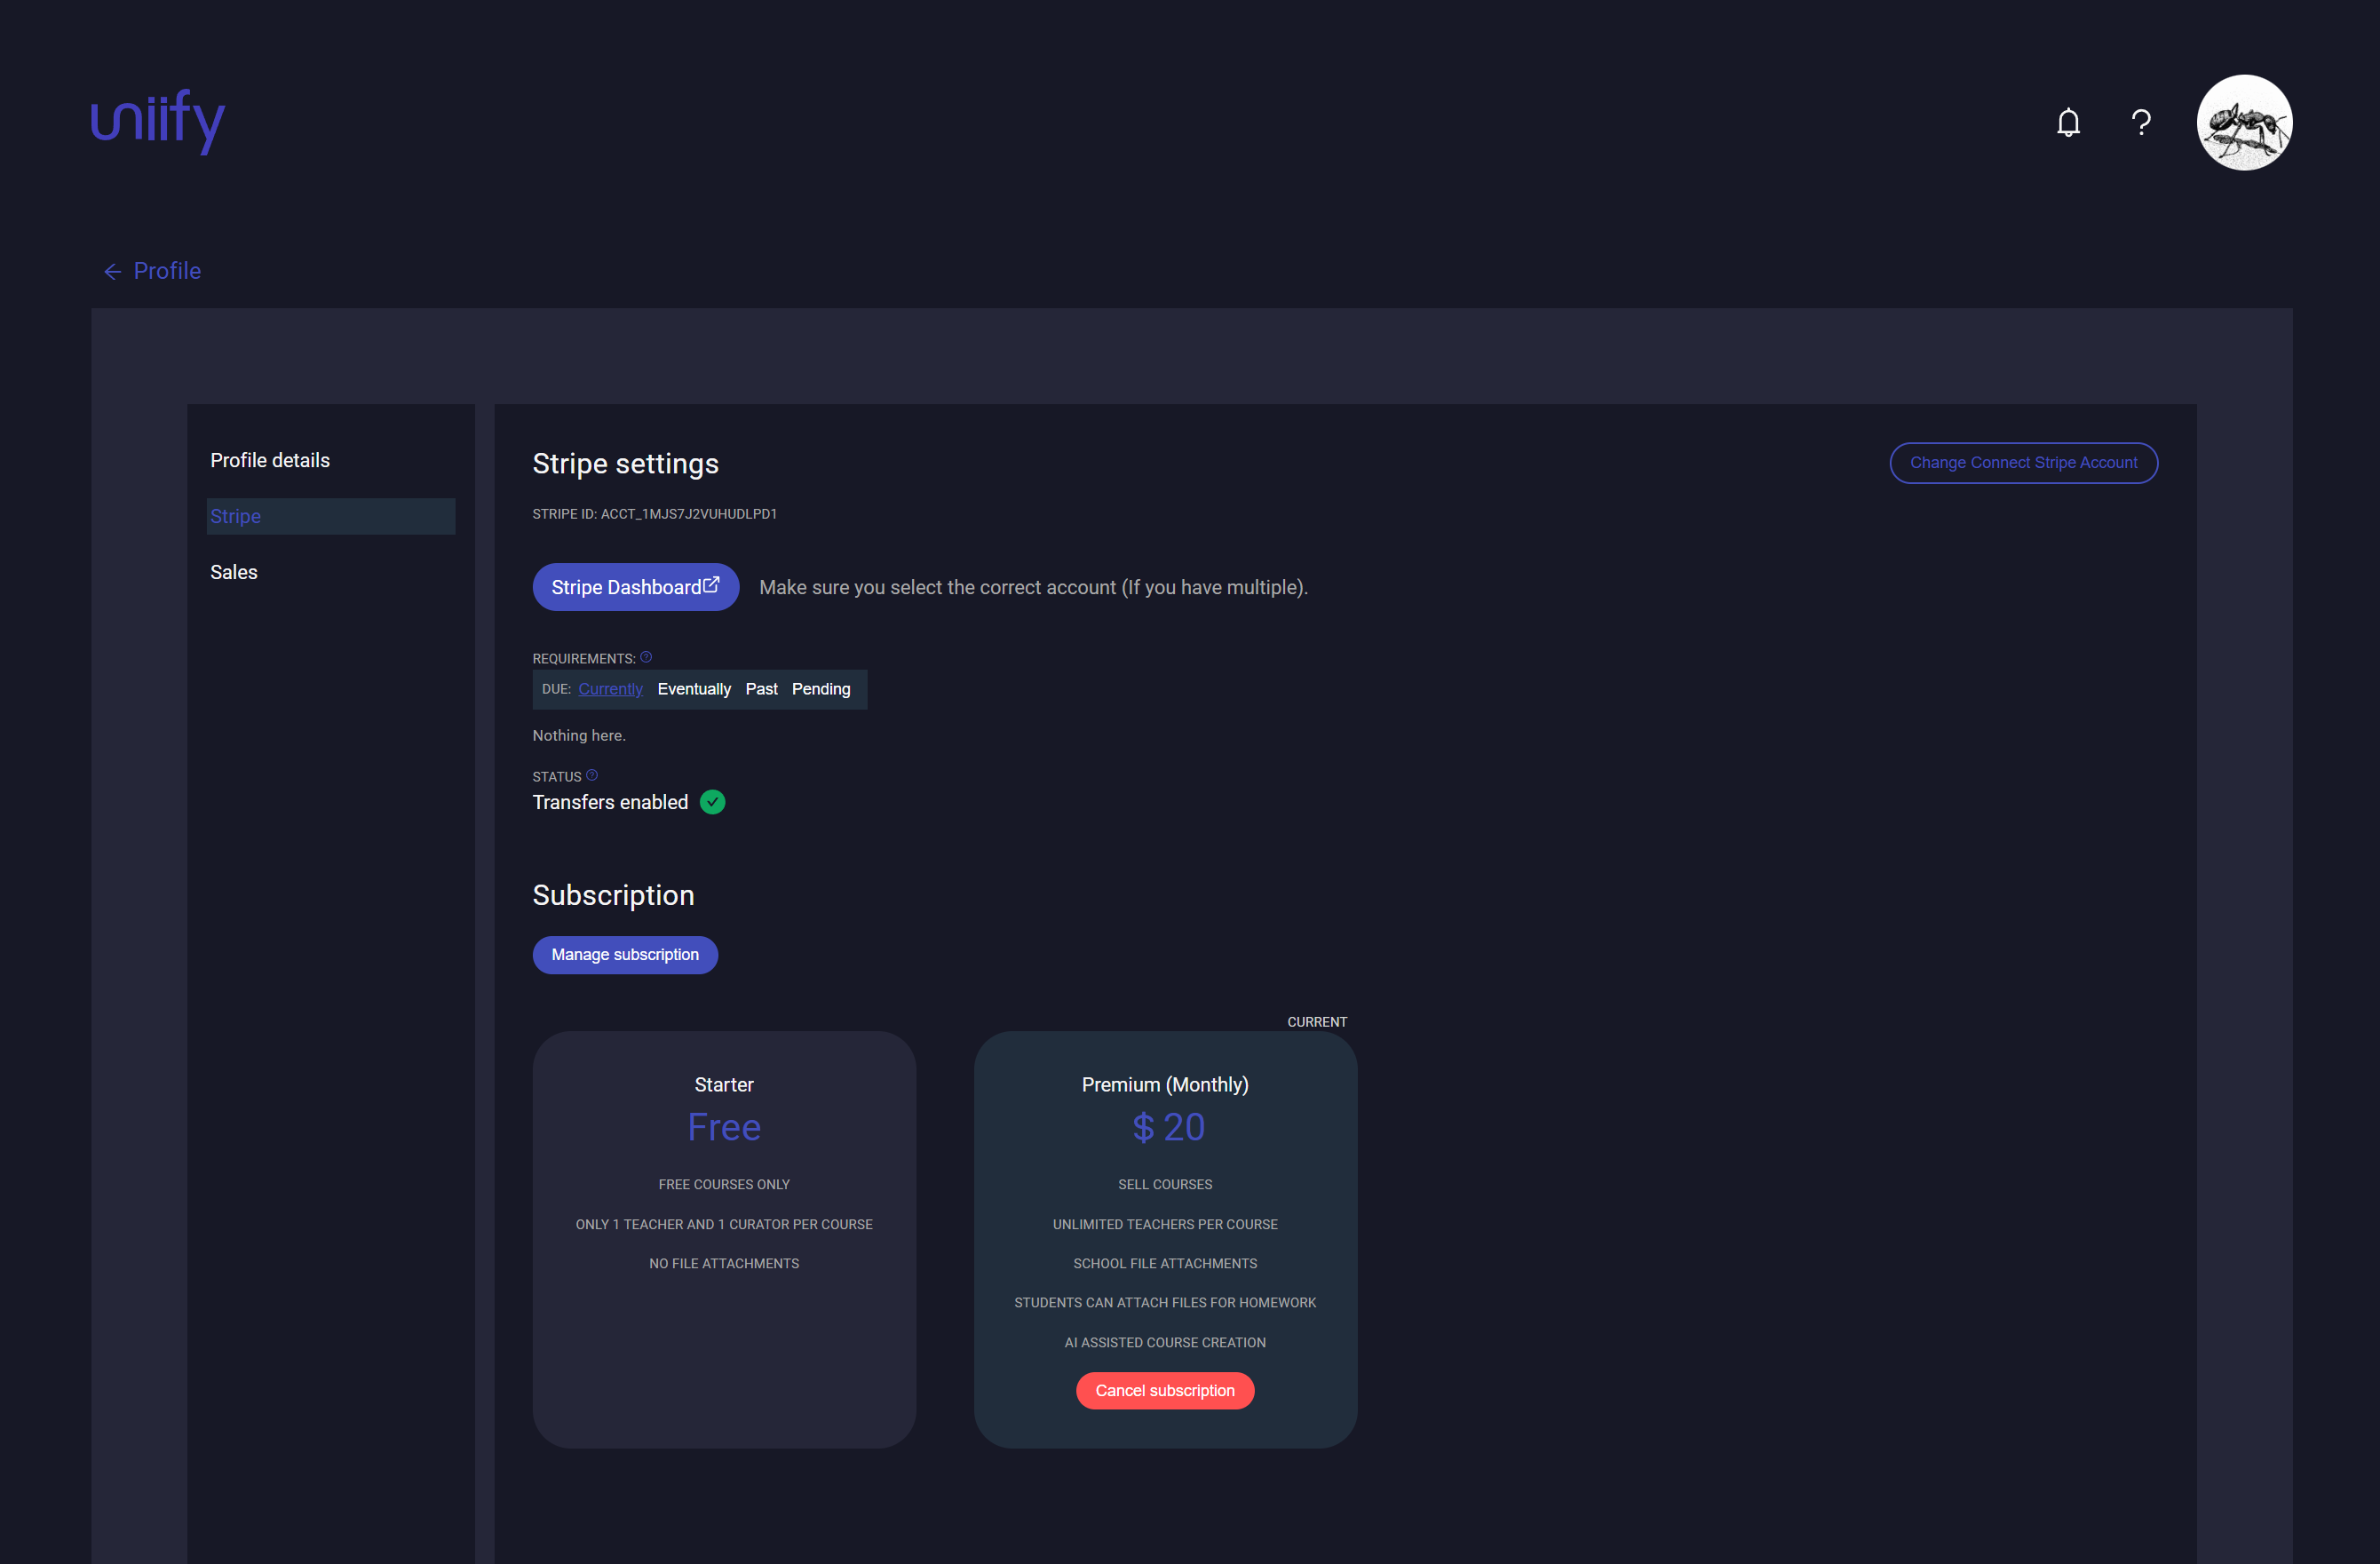 uniify
Profile
Profile details
Stripe
Sales
Stripe settings
Change Connect Stripe Account
STRIPE ID: ACCT_1MJS7J2VUHUDLPD1
Stripe Dashboard
Make sure you select the correct account (If you have multiple).
REQUIREMENTS:
DUE: Currently Eventually Past Pending
Nothing here.
STATUS
Transfers enabled
Subscription
Manage subscription
Starter
Free
FREE COURSES ONLY
ONLY 1 TEACHER AND 1 CURATOR PER COURSE
NO FILE ATTACHMENTS
CURRENT
Premium (Monthly)
$ 20
SELL COURSES
UNLIMITED TEACHERS PER COURSE
SCHOOL FILE ATTACHMENTS
STUDENTS CAN ATTACH FILES FOR HOMEWORK
AI ASSISTED COURSE CREATION
Cancel subscription